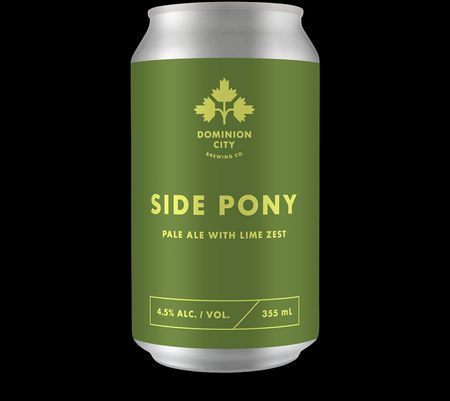 DOMINION
CITY
BREWING CO.
SIDE PONY
PALE ALE WITH LIME ZEST
4.5% ALC. / VOL. 355 mL